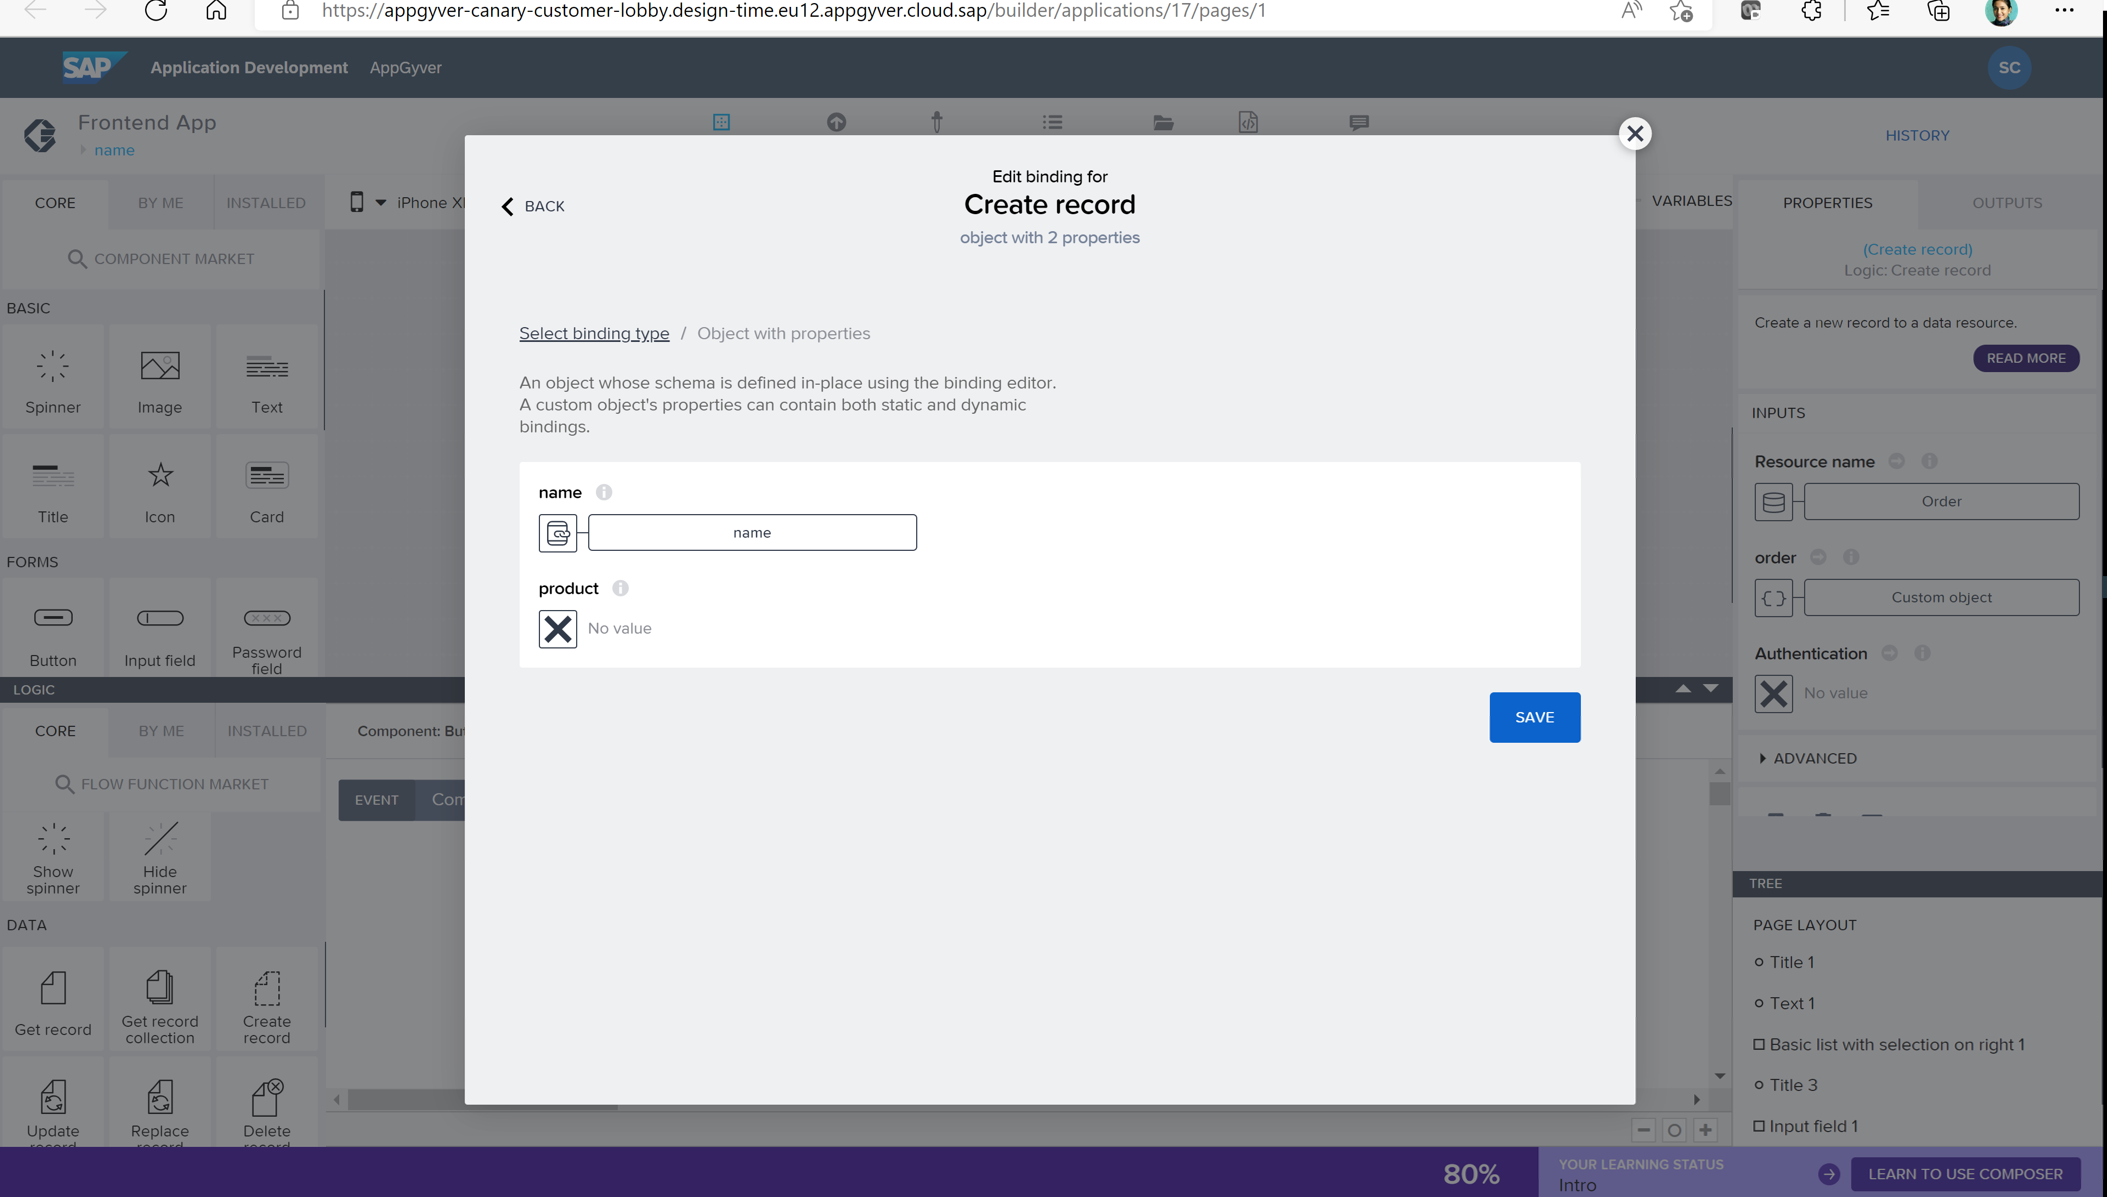 https://appgyver-canary-customer-lobby.design-time.eu12.appgyver.cloud.sap/builder/applications/17/pages/1
SAP Application Development AppGyver SC
Frontend App
name
HISTORY
CORE BY ME INSTALLED
iPhone X
VARIABLES
PROPERTIES OUTPUTS
COMPONENT MARKET
BASIC
Spinner Image Text
Title Icon Card
FORMS
Button Input field Password field
LOGIC
CORE BY ME INSTALLED
Component: Bu
FLOW FUNCTION MARKET
EVENT Com
Show spinner
Hide spinner
DATA
Get record
Get record collection
Create record
Update record
Replace record
Delete record
BACK
Edit binding for
Create record
object with 2 properties
Select binding type / Object with properties
An object whose schema is defined in-place using the binding editor.
A custom object's properties can contain both static and dynamic
bindings.
name
name
product
No value
SAVE
(Create record)
Logic: Create record
Create a new record to a data resource.
READ MORE
INPUTS
Resource name
Order
order
Custom object
Authentication
No value
ADVANCED
TREE
PAGE LAYOUT
Title 1
Text 1
Basic list with selection on right 1
Title 3
Input field 1
80%
YOUR LEARNING STATUS
Intro
LEARN TO USE COMPOSER